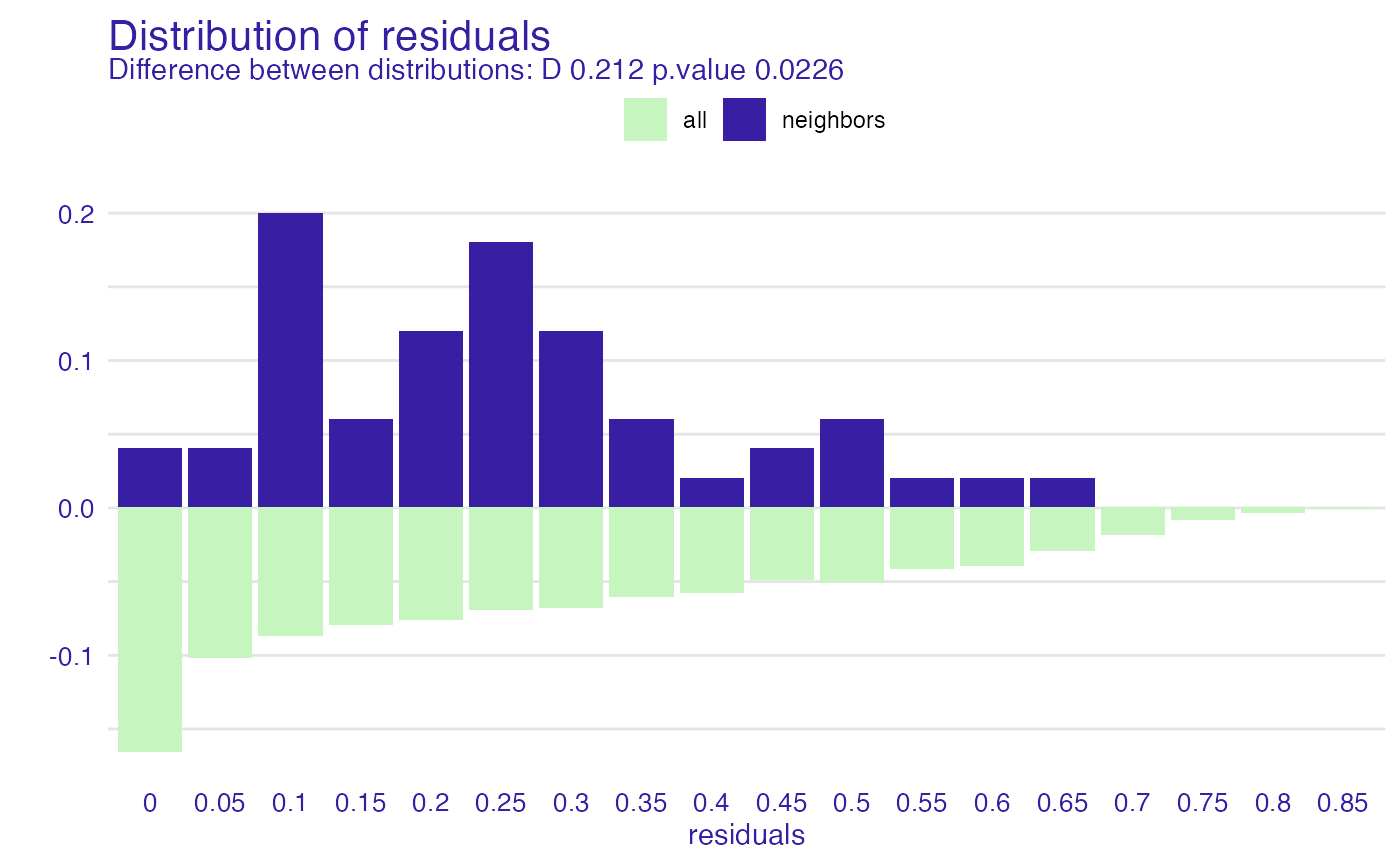 Distribution of residuals
Difference between distributions: D 0.212 p.value 0.0226
all neighbors
0.2
0.1
0.0
-0.1
0 0.05 0.1 0.15 0.2 0.25 0.3 0.35 0.4 0.45 0.5 0.55 0.6 0.65 0.7 0.75 0.8 0.85
residuals